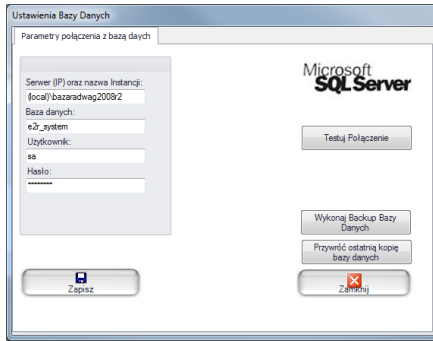 Ustawienia Bazy Danych
Parametry połączenia z bazą daych
Serwer (IP) oraz nazwa Instancji:
(local)\bazaradwag2008r2
Baza danych:
e2r_system
Użytkownik:
sa
Hasło:
********
Zapisz
Microsoft
SQL Server
Testuj Połączenie
Wykonaj Backup Bazy
Danych
Przywróć ostatnią kopię
bazy danych
Zamknij